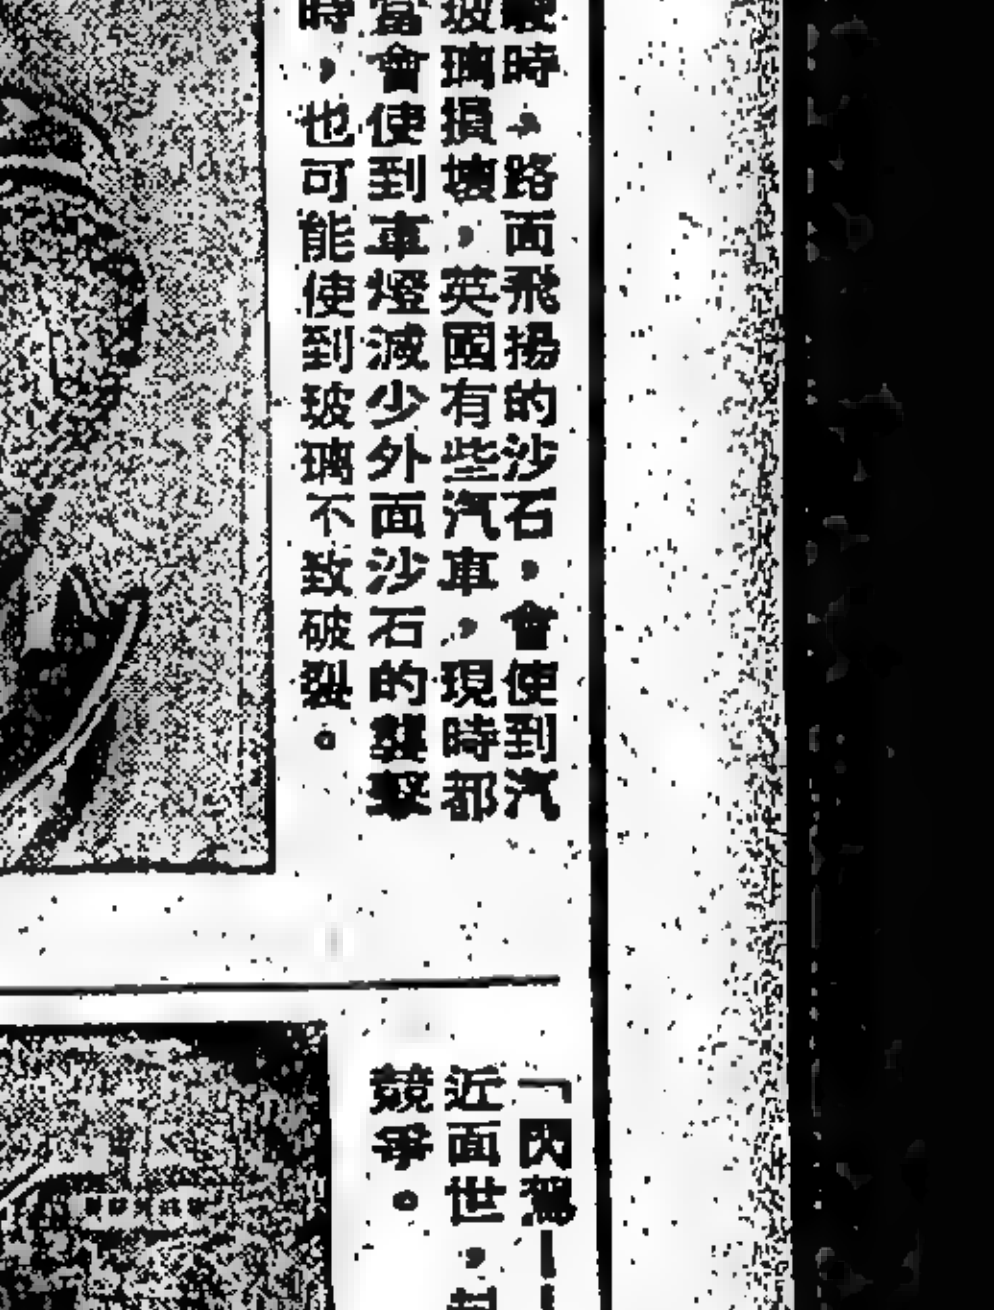 時，路面飛揚的沙石，會使到汽
玻璃損壞，英國有些汽車，現時都
會使到車燈減少外面沙石的襲擊
時，也可能使到玻璃不致破裂。
「閃電
近面世，
競爭。